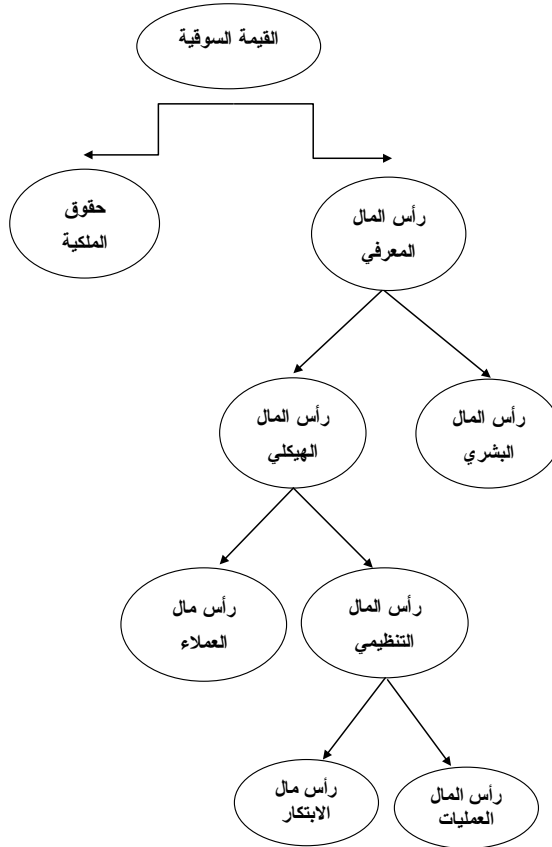 القيمة السوقية
رأس المال
المعرفي
حقوق
الملكية
رأس المال
البشري
رأس المال
الهيكلي
رأس المال
التنظيمي
رأس مال
العملاء
رأس المال
العمليات
رأس مال
الابتكار